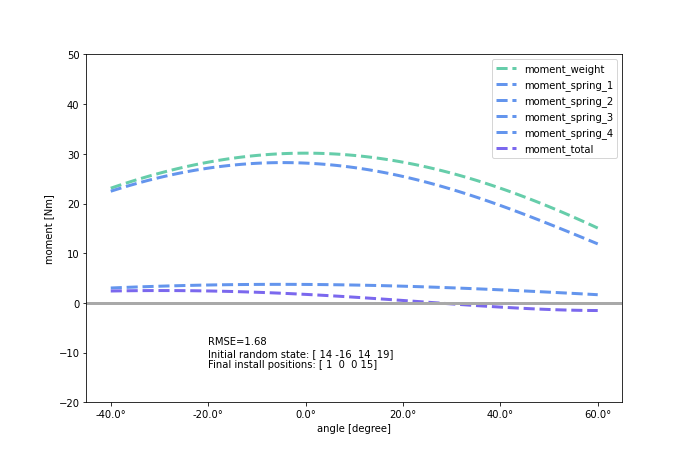 50
40
30
20
10
0
−10
−20
moment [Nm]
moment_weight
moment_spring_1
moment_spring_2
moment_spring_3
moment_spring_4
moment_total
RMSE=1.68
Initial random state: [ 14 -16  14  19]
Final install positions: [ 1  0  0 15]
-40.0° -20.0° 0.0° 20.0° 40.0° 60.0°
angle [degree]